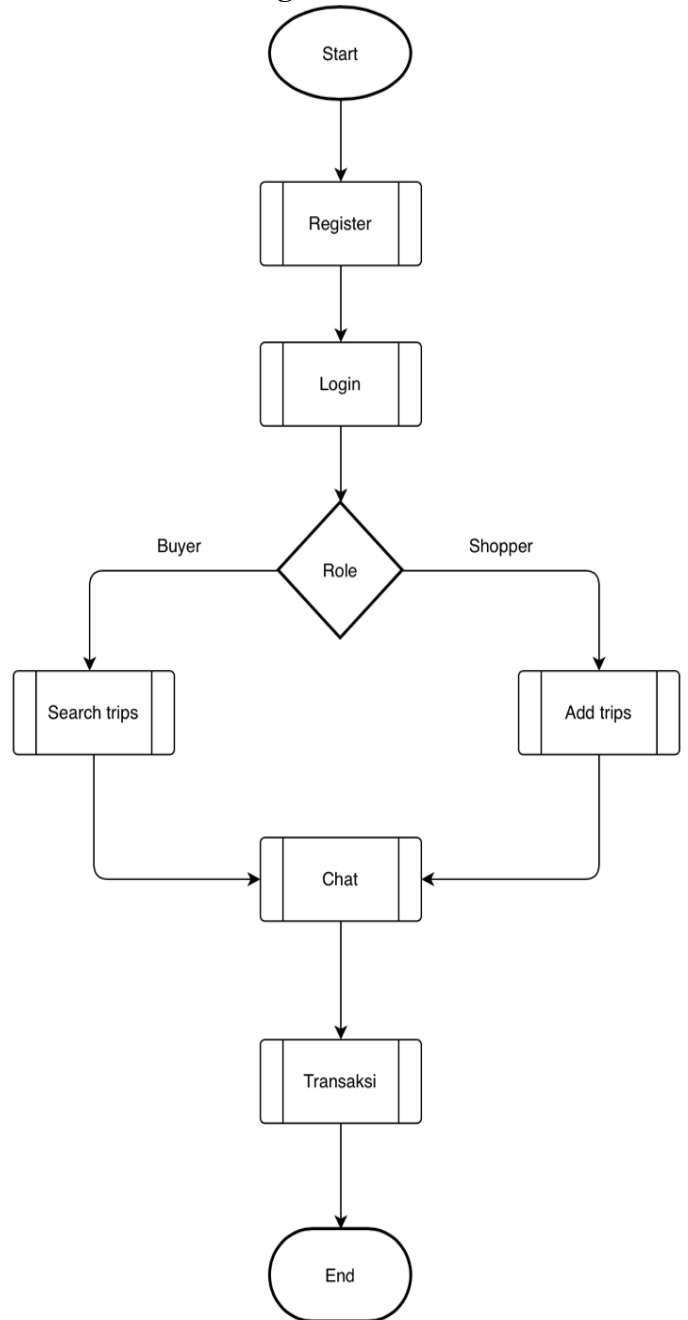 Start
Register
Login
Buyer
Shopper
Role
Search trips
Add trips
Chat
Transaksi
End